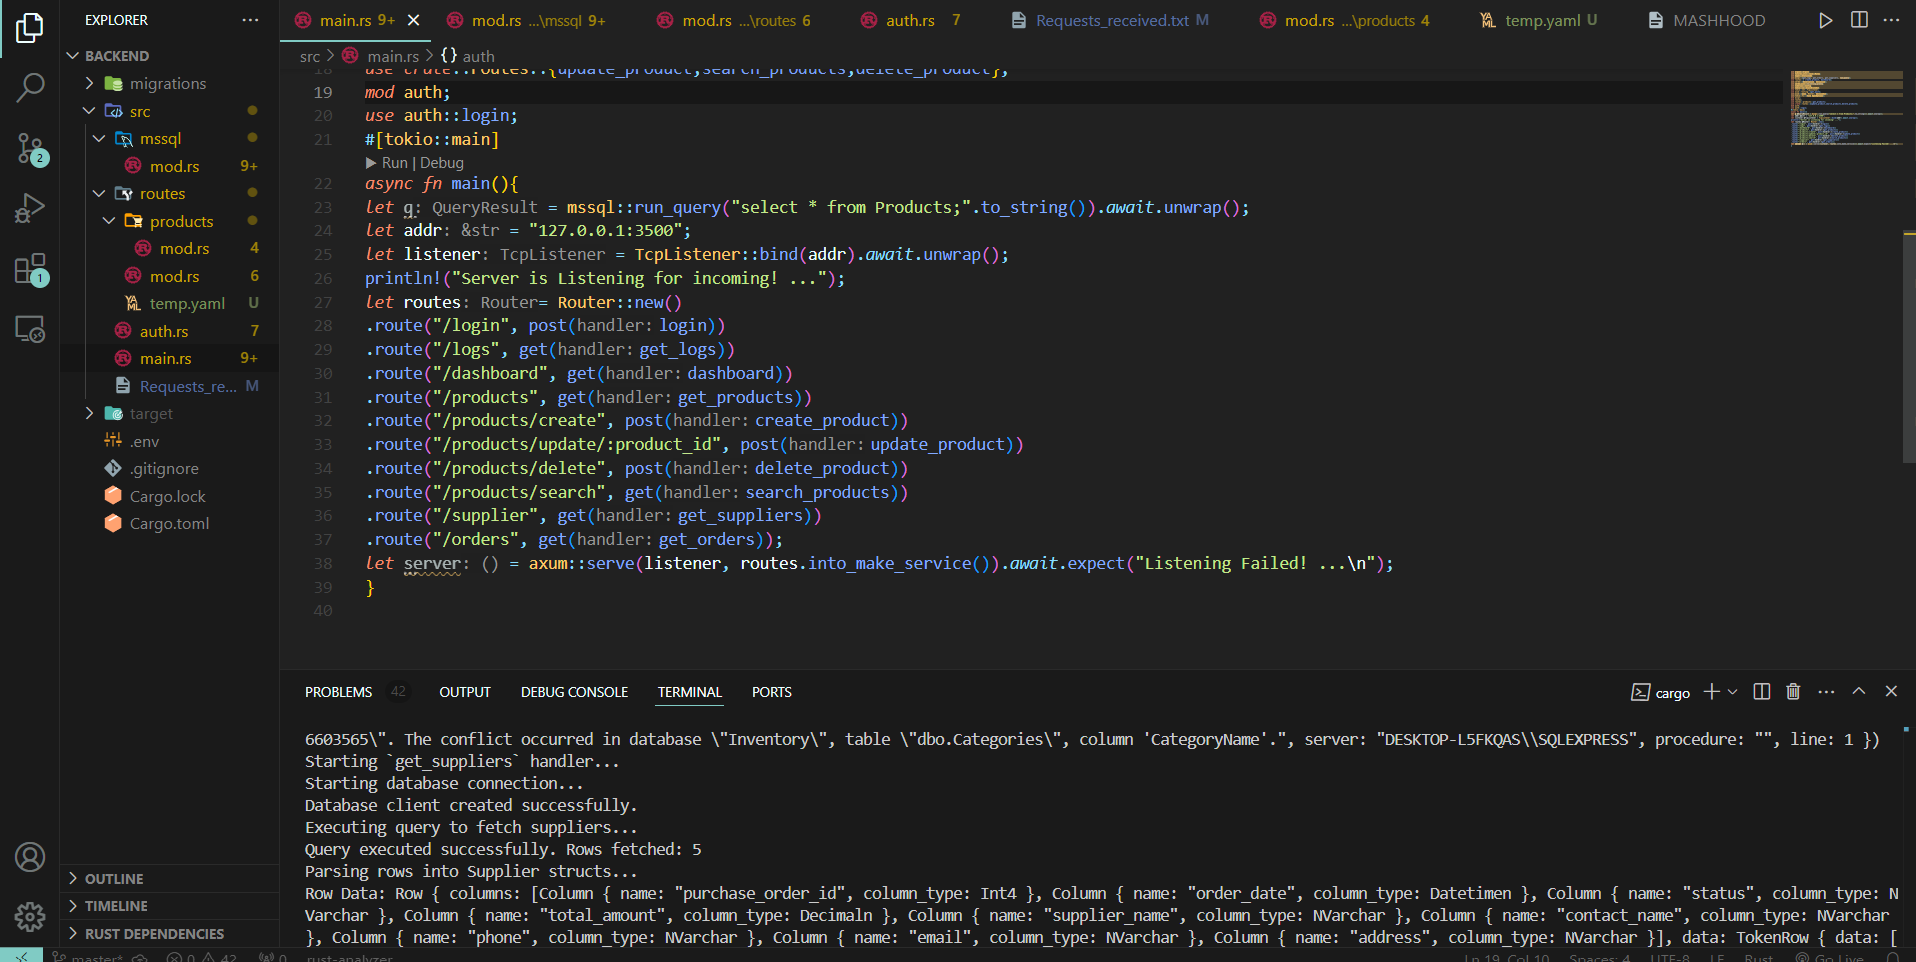 EXPLORER
main.rs 9+
mod.rs ...\mssql 9+
mod.rs ...\routes 6
auth.rs 7
Requests_received.txt M
mod.rs ...\products 4
temp.yaml U
MASHHOOD
BACKEND
migrations
src
mssql
mod.rs 9+
routes
products
mod.rs 4
mod.rs 6
temp.yaml U
auth.rs 7
main.rs 9+
Requests_re... M
target
.env
.gitignore
Cargo.lock
Cargo.toml
OUTLINE
TIMELINE
RUST DEPENDENCIES
2
1
src > main.rs > {} auth
18 use crate::routes::{update_product,search_products,delete_product};
19 mod auth;
20 use auth::login;
21 #[tokio::main]
Run | Debug
22 async fn main(){
23 let q: QueryResult = mssql::run_query("select * from Products;".to_string()).await.unwrap();
24 let addr: &str = "127.0.0.1:3500";
25 let listener: TcpListener = TcpListener::bind(addr).await.unwrap();
26 println!("Server is Listening for incoming! ...");
27 let routes: Router= Router::new()
28 .route("/login", post(handler: login))
29 .route("/logs", get(handler: get_logs))
30 .route("/dashboard", get(handler: dashboard))
31 .route("/products", get(handler: get_products))
32 .route("/products/create", post(handler: create_product))
33 .route("/products/update/:product_id", post(handler: update_product))
34 .route("/products/delete", post(handler: delete_product))
35 .route("/products/search", get(handler: search_products))
36 .route("/supplier", get(handler: get_suppliers))
37 .route("/orders", get(handler: get_orders));
38 let server: () = axum::serve(listener, routes.into_make_service()).await.expect("Listening Failed! ...\n");
39 }
40
PROBLEMS 42 OUTPUT DEBUG CONSOLE TERMINAL PORTS
cargo
6603565\". The conflict occurred in database \"Inventory\", table \"dbo.Categories\", column 'CategoryName'.", server: "DESKTOP-L5FKQAS\\SQLEXPRESS", procedure: "", line: 1 })
Starting `get_suppliers` handler...
Starting database connection...
Database client created successfully.
Executing query to fetch suppliers...
Query executed successfully. Rows fetched: 5
Parsing rows into Supplier structs...
Row Data: Row { columns: [Column { name: "purchase_order_id", column_type: Int4 }, Column { name: "order_date", column_type: Datetimen }, Column { name: "status", column_type: N
Varchar }, Column { name: "total_amount", column_type: Decimaln }, Column { name: "supplier_name", column_type: NVarchar }, Column { name: "contact_name", column_type: NVarchar
}, Column { name: "phone", column_type: NVarchar }, Column { name: "email", column_type: NVarchar }, Column { name: "address", column_type: NVarchar }], data: TokenRow { data: [
master* 0 42 0 rust-analyzer Ln 19, Col 10 Spaces: 4 UTF-8 LF Rust Go Live